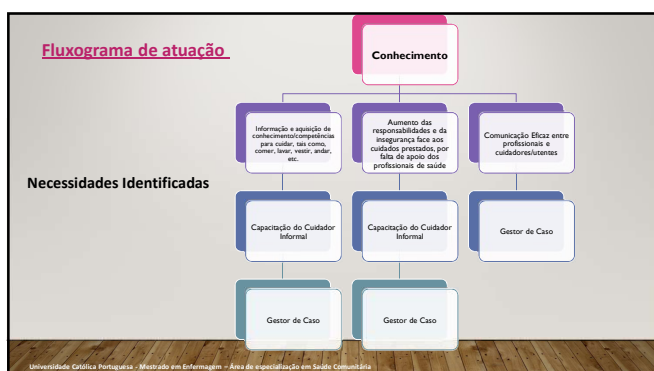 Fluxograma de atuação
Conhecimento
Informação e aquisição de
conhecimento/competências
para cuidar, tais como,
comer, lavar, vestir, andar,
etc.
Aumento das
responsabilidades e da
insegurança face aos
cuidados prestados, por
falta de apoio dos
profissionais de saúde
Comunicação Eficaz entre
profissionais e
cuidadores/utentes
Necessidades Identificadas
Capacitação do Cuidador
Informal
Capacitação do Cuidador
Informal
Gestor de Caso
Gestor de Caso
Gestor de Caso
Universidade Católica Portuguesa - Mestrado em Enfermagem – Área de especialização em Saúde Comunitária